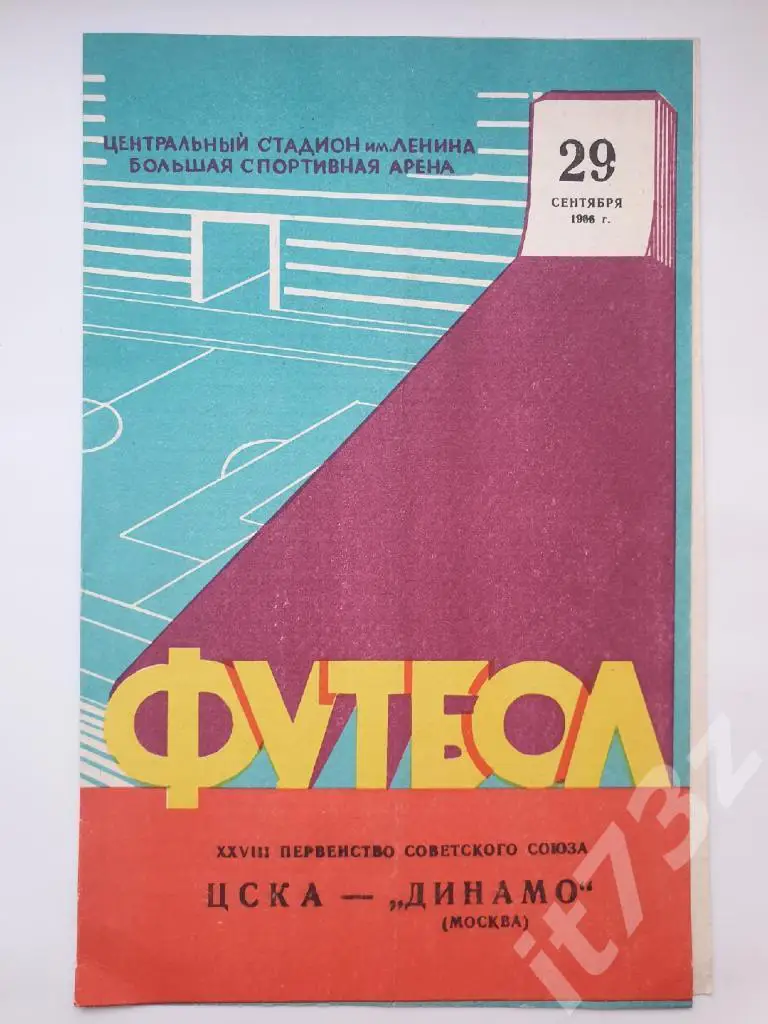 ЦЕНТРАЛЬНЫЙ СТАДИОН им. ЛЕНИНА
БОЛЬШАЯ СПОРТИВНАЯ АРЕНА
29
СЕНТЯБРЯ
1966 г.
ФУТБОЛ
XXVIII ПЕРВЕНСТВО СОВЕТСКОГО СОЮЗА
ЦСКА — „ДИНАМО“
(МОСКВА)
it73z